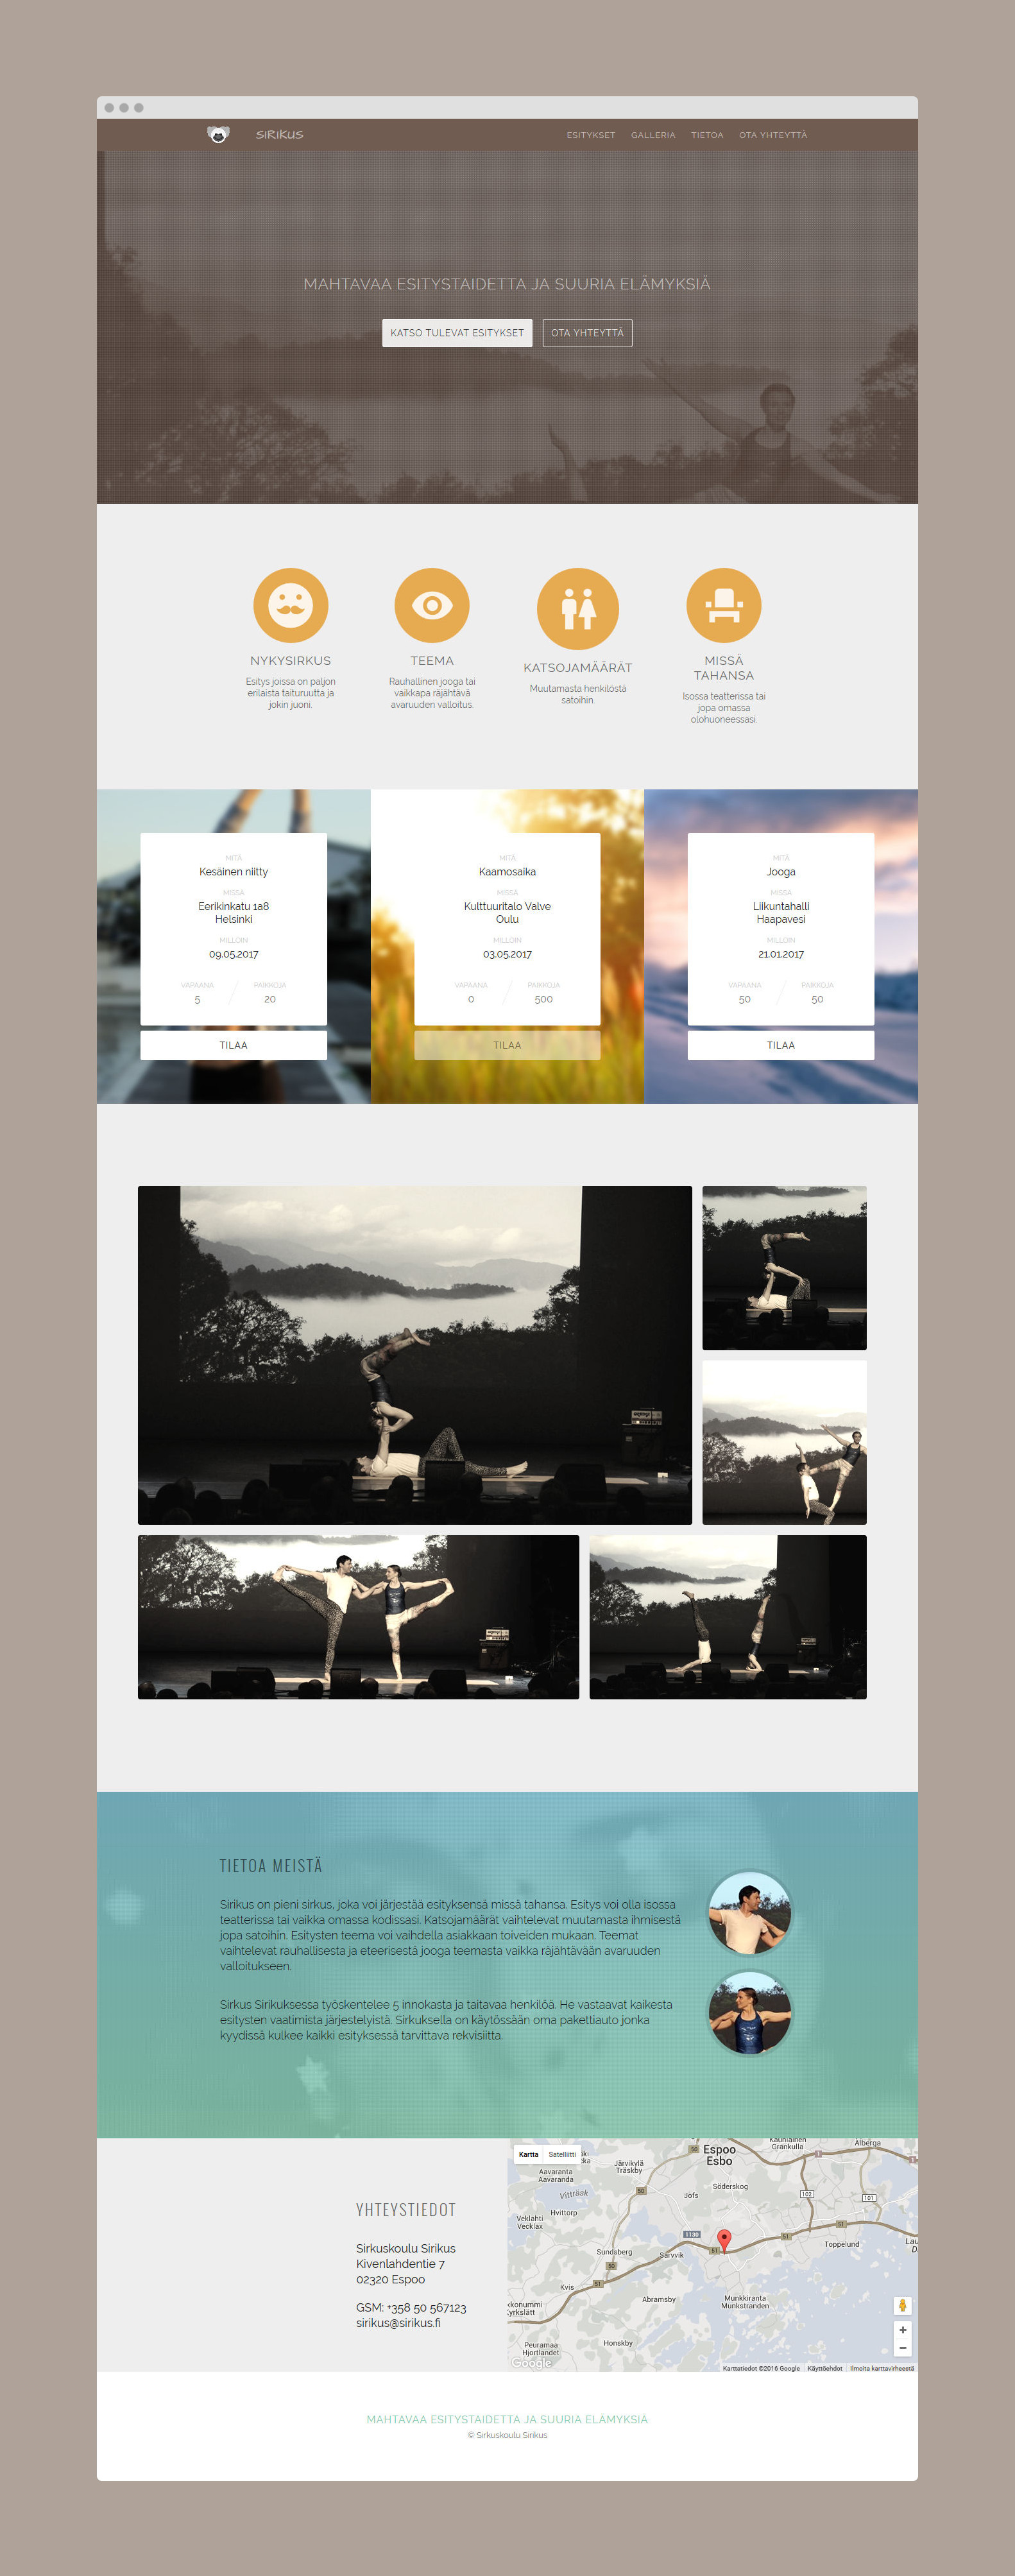 SIRIKUS
ESITYKSET GALLERIA TIETOA OTA YHTEYTTÄ
MAHTAVAA ESITYSTAIDETTA JA SUURIA ELÄMYKSIÄ
KATSO TULEVAT ESITYKSET OTA YHTEYTTÄ
NYKYSIRKUS
Esitys joissa on paljon
erilaista taituruutta ja
jokin juoni.
TEEMA
Rauhallinen jooga tai
vaikkapa räjähtävä
avaruuden valloitus.
KATSOJAMÄÄRÄT
Muutamasta henkilöstä
satoihin.
MISSÄ
TAHANSA
Isossa teatterissa tai
jopa omassa
olohuoneessasi.
MITÄ
Kesäinen niitty
MISSÄ
Eerikinkatu 1a8
Helsinki
MILLOIN
09.05.2017
VAPAANA PAIKKOJA
5 20
TILAA
MITÄ
Kaamosaika
MISSÄ
Kulttuuritalo Valve
Oulu
MILLOIN
03.05.2017
VAPAANA PAIKKOJA
0 500
TILAA
MITÄ
Jooga
MISSÄ
Liikuntahalli
Haapavesi
MILLOIN
21.01.2017
VAPAANA PAIKKOJA
50 50
TILAA
TIETOA MEISTÄ
Sirikus on pieni sirkus, joka voi järjestää esityksensä missä tahansa. Esitys voi olla isossa
teatterissa tai vaikka omassa kodissasi. Katsojamäärät vaihtelevat muutamasta ihmisestä
jopa satoihin. Esitysten teema voi vaihdella asiakkaan toiveiden mukaan. Teemat
vaihtelevat rauhallisesta ja eteerisestä jooga teemasta vaikka räjähtävään avaruuden
valloitukseen.
Sirkus Sirikuksessa työskentelee 5 innokasta ja taitavaa henkilöä. He vastaavat kaikesta
esitysten vaatimista järjestelyistä. Sirkuksella on käytössään oma pakettiauto jonka
kyydissä kulkee kaikki esityksessä tarvittava rekvisiitta.
YHTEYSTIEDOT
Sirkuskoulu Sirikus
Kivenlahdentie 7
02320 Espoo
GSM: +358 50 567123
sirikus@sirikus.fi
Kartta Satelliitti
Espoo
Esbo
Kauniainen
Grankulla
Alberga
Aavaranta
Aavaranda
Järvikylä
Träskby
Vitträsk
Jofs
Söderskog
50
102
101
Hvittorp
Veklahti
Vecklax
1130
51
Toppelund
Sundsberg
Sarvvik
Kvis
Abramsby
Munkkiranta
Munkstranden
kkonummi
Kyrkslätt
Peuramaa
Hjortlandet
Honskby
Google
Karttatiedot ©2016 Google Käyttöehdot Ilmoita karttavirheestä
MAHTAVAA ESITYSTAIDETTA JA SUURIA ELÄMYKSIÄ
© Sirkuskoulu Sirikus